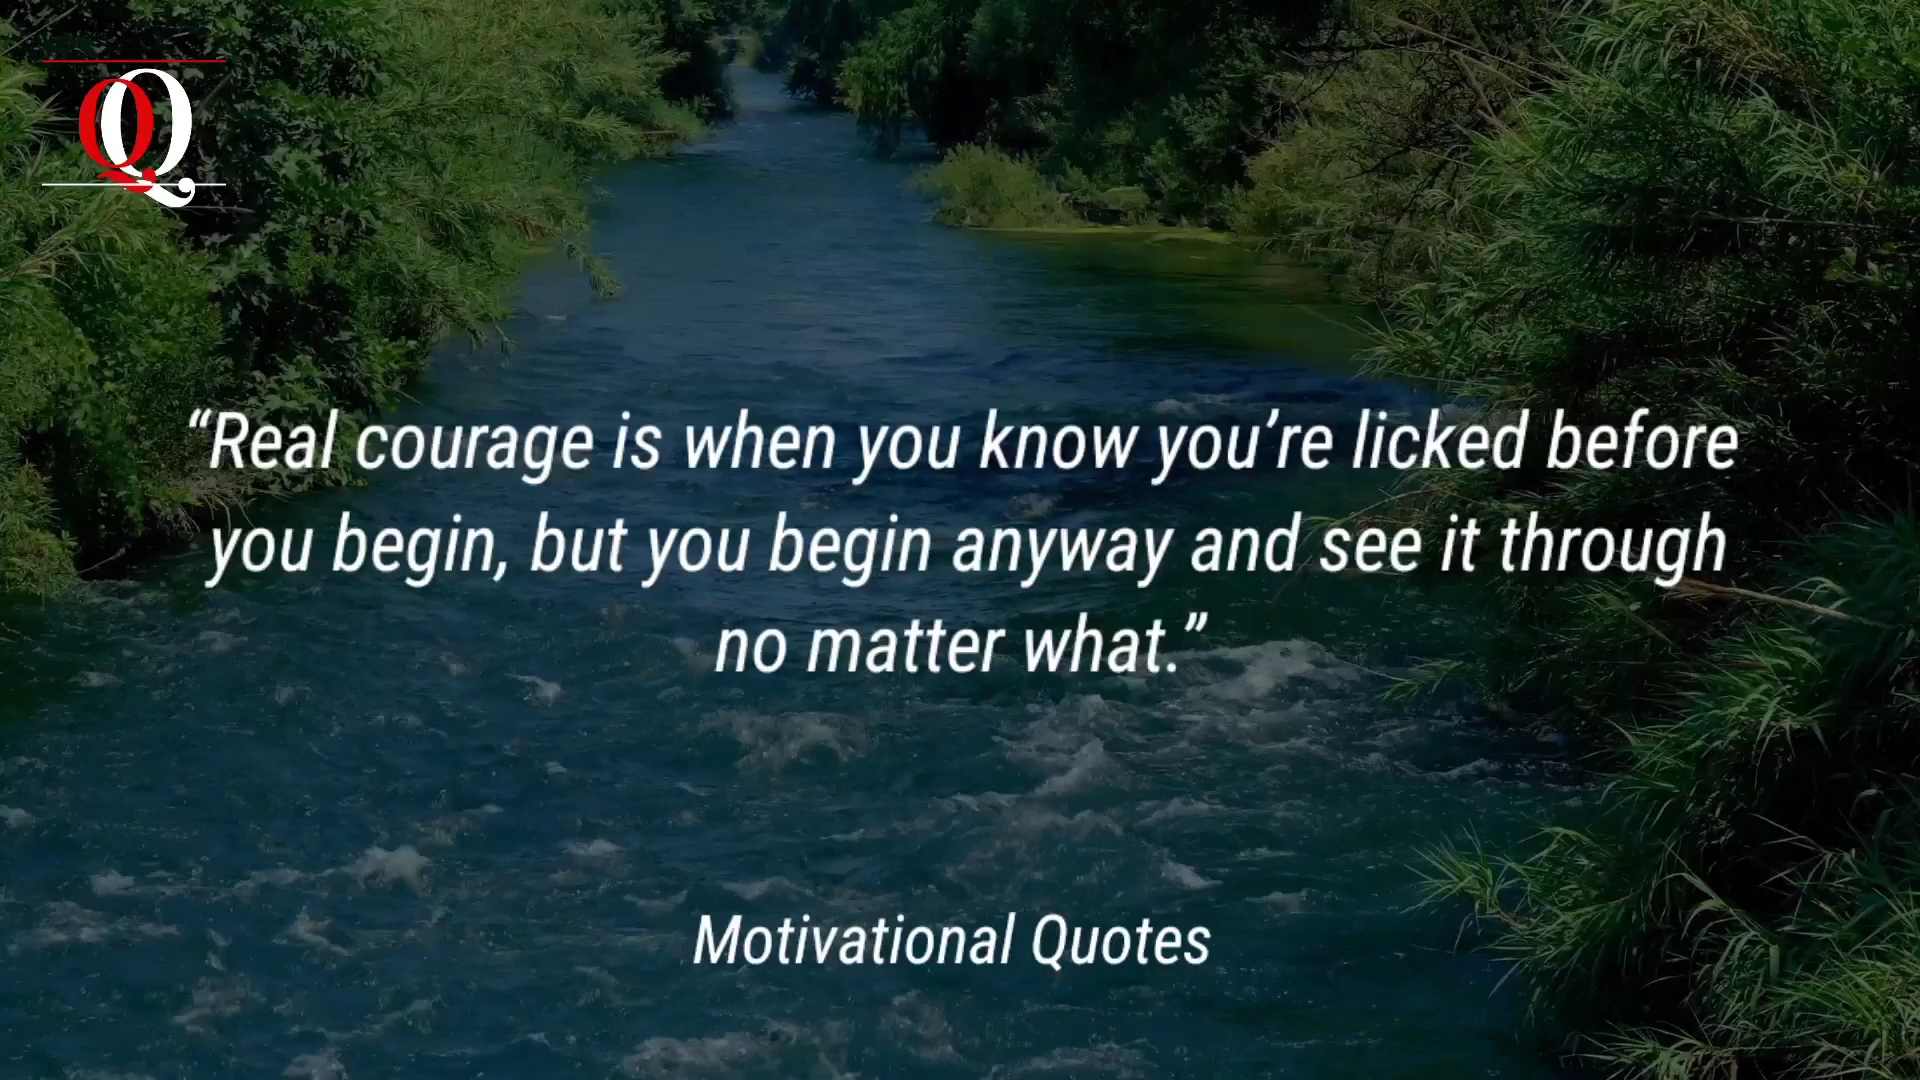 QQ
“Real courage is when you know you’re licked before
you begin, but you begin anyway and see it through
no matter what.”
Motivational Quotes